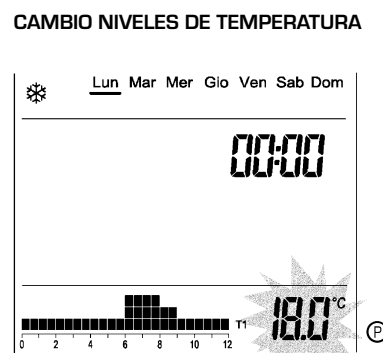 CAMBIO NIVELES DE TEMPERATURA
Lun Mar Mer Gio Ven Sab Dom
00:00
T1 18.0 °C P
0 2 4 6 8 10 12